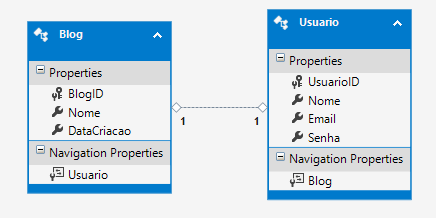 Blog
Properties
BlogID
Nome
DataCriacao
Navigation Properties
Usuario
1
1
Usuario
Properties
UsuarioID
Nome
Email
Senha
Navigation Properties
Blog